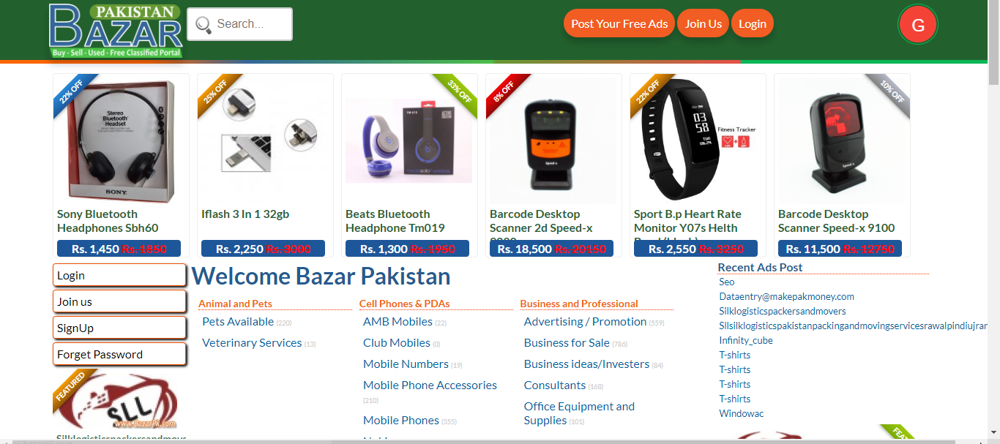 PAKISTAN
BAZAR
Buy - Sell - Used - Free Classified Portal
Search...
Post Your Free Ads
Join Us
Login
G
22% OFF
Stereo
Bluetooth
Headset
SONY
Sony Bluetooth
Headphones Sbh60
Rs. 1,450 Rs. 1850
25% OFF
Iflash 3 In 1 32gb
Rs. 2,250 Rs. 3000
33% OFF
Beats Bluetooth
Headphone Tm019
Rs. 1,300 Rs. 1950
8% OFF
Speed-x
Barcode Desktop
Scanner 2d Speed-x
Rs. 18,500 Rs. 20150
22% OFF
03
58
TUE
06.24
Fitness Tracker
HR + BP
Sport B.p Heart Rate
Monitor Y07s Helth
Rs. 2,550 Rs. 3250
10% OFF
Speed-x
Barcode Desktop
Scanner Speed-x 9100
Rs. 11,500 Rs. 12750
Login
Join us
SignUp
Forget Password
FEATURED
SLL
www.BazarPk.com
Silklogisticspackersandmovers
Welcome Bazar Pakistan
Animal and Pets
Pets Available (220)
Veterinary Services (13)
Cell Phones & PDAs
AMB Mobiles (22)
Club Mobiles (0)
Mobile Numbers (19)
Mobile Phone Accessories
(210)
Mobile Phones (355)
Business and Professional
Advertising / Promotion (559)
Business for Sale (786)
Business ideas/Investers (84)
Consultants (168)
Office Equipment and
Supplies (101)
Recent Ads Post
Seo
Dataentry@makepakmoney.com
Silklogisticspackersandmovers
Sllsilklogisticspakistanpackingandmovingservicesrawalpindiujran
Infinity_cube
T-shirts
T-shirts
T-shirts
T-shirts
Windowac